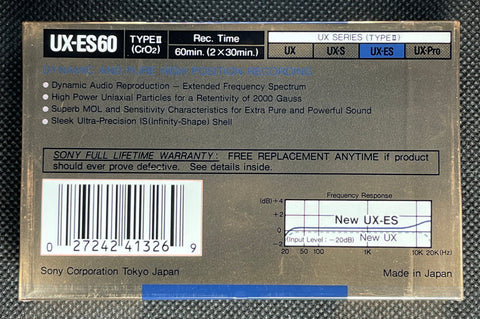 UX-ES60
TYPE II (CrO2)
Rec. Time
60min. (2×30min.)
UX SERIES (TYPE II)
UX UX-S UX-ES UX-Pro
• Dynamic Audio Reproduction – Extended Frequency Spectrum
• High Power Uniaxial Particles for a Retentivity of 2000 Gauss
• Superb MOL and Sensitivity Characteristics for Extra Pure and Powerful Sound
• Sleek Ultra-Precision IS(Infinity-Shape) Shell
SONY FULL LIFETIME WARRANTY: FREE REPLACEMENT ANYTIME if product
should ever prove defective. See details inside.
0 27242 41326 9
Sony Corporation Tokyo Japan
Frequency Response
(dB) +4
+2
0
-2
New UX-ES
(Input Level: –20dB) New UX
20 50 100 1K 10K 20K(Hz)
Made in Japan